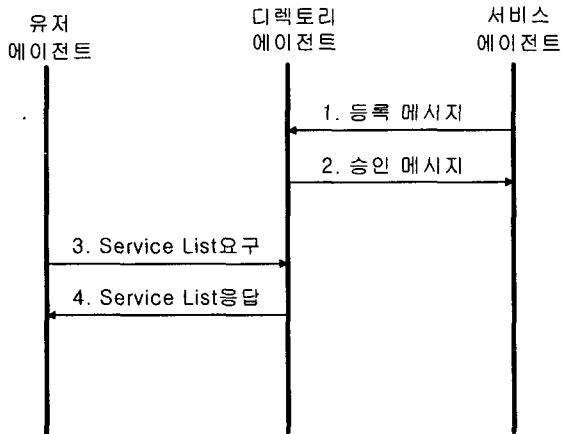 유저
에이전트
디렉토리
에이전트
서비스
에이전트
1. 등록 메시지
2. 승인 메시지
3. Service List요구
4. Service List응답